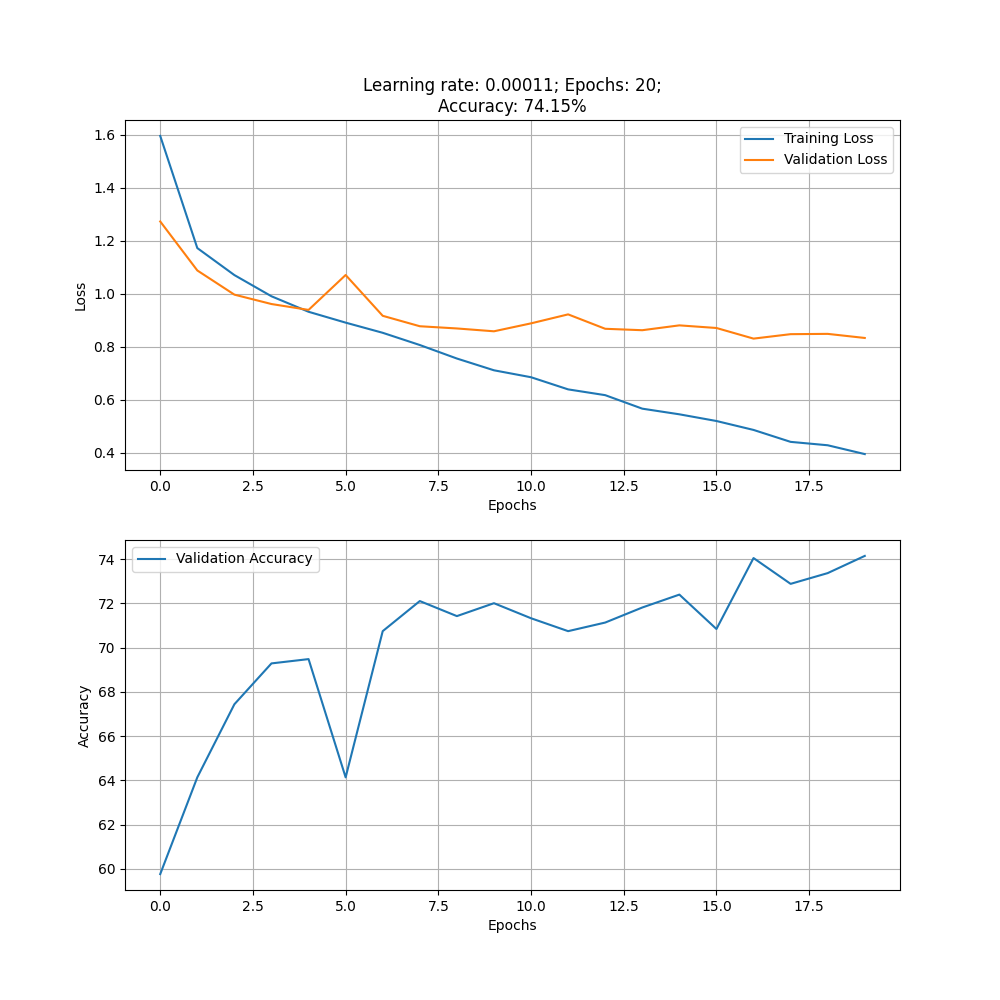 Learning rate: 0.00011; Epochs: 20;
Accuracy: 74.15%
Training Loss
Validation Loss
1.6
1.4
1.2
1.0
0.8
0.6
0.4
Loss
0.0 2.5 5.0 7.5 10.0 12.5 15.0 17.5
Epochs
Validation Accuracy
74
72
70
68
66
64
62
60
Accuracy
0.0 2.5 5.0 7.5 10.0 12.5 15.0 17.5
Epochs